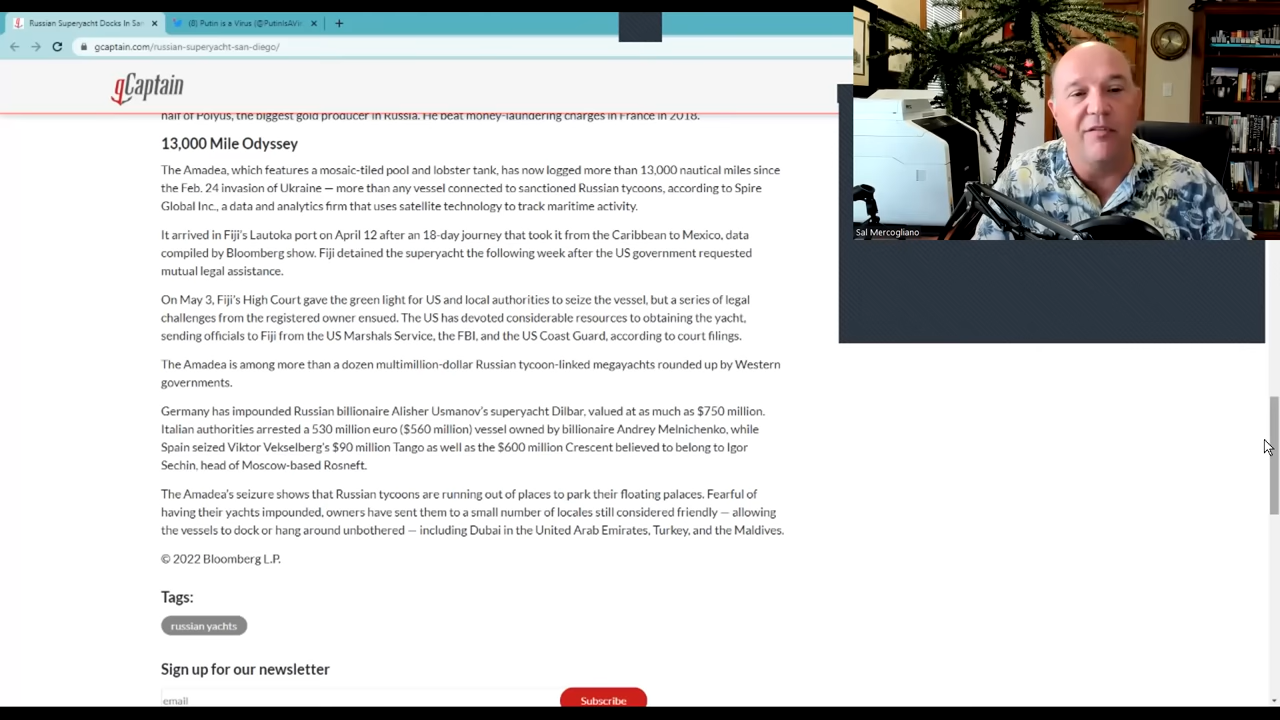 Russian Superyacht Docks In San
(8) Putin is a Virus (@PutinIsAVir
gcaptain.com/russian-superyacht-san-diego/
gCaptain
half of Polyus, the biggest gold producer in Russia. He beat money-laundering charges in France in 2018.
13,000 Mile Odyssey
The Amadea, which features a mosaic-tiled pool and lobster tank, has now logged more than 13,000 nautical miles since
the Feb. 24 invasion of Ukraine — more than any vessel connected to sanctioned Russian tycoons, according to Spire
Global Inc., a data and analytics firm that uses satellite technology to track maritime activity.
It arrived in Fiji's Lautoka port on April 12 after an 18-day journey that took it from the Caribbean to Mexico, data
compiled by Bloomberg show. Fiji detained the superyacht the following week after the US government requested
mutual legal assistance.
On May 3, Fiji's High Court gave the green light for US and local authorities to seize the vessel, but a series of legal
challenges from the registered owner ensued. The US has devoted considerable resources to obtaining the yacht,
sending officials to Fiji from the US Marshals Service, the FBI, and the US Coast Guard, according to court filings.
The Amadea is among more than a dozen multimillion-dollar Russian tycoon-linked megayachts rounded up by Western
governments.
Germany has impounded Russian billionaire Alisher Usmanov's superyacht Dilbar, valued at as much as $750 million.
Italian authorities arrested a 530 million euro ($560 million) vessel owned by billionaire Andrey Melnichenko, while
Spain seized Viktor Vekselberg's $90 million Tango as well as the $600 million Crescent believed to belong to Igor
Sechin, head of Moscow-based Rosneft.
The Amadea's seizure shows that Russian tycoons are running out of places to park their floating palaces. Fearful of
having their yachts impounded, owners have sent them to a small number of locales still considered friendly — allowing
the vessels to dock or hang around unbothered — including Dubai in the United Arab Emirates, Turkey, and the Maldives.
© 2022 Bloomberg L.P.
Tags:
russian yachts
Sign up for our newsletter
email
Subscribe
Sal Mercogliano